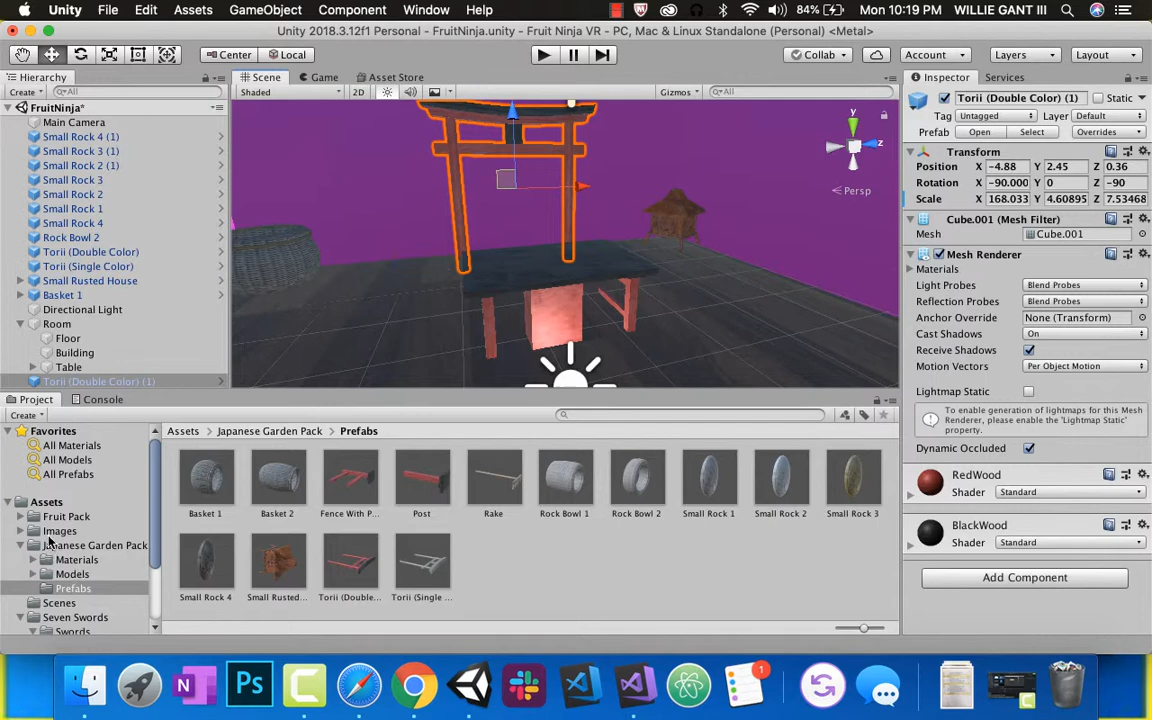 Unity File Edit Assets GameObject Component Window Help 84% Mon 10:19 PM WILLIE GANT III
Unity 2018.3.12f1 Personal - FruitNinja.unity - Fruit Ninja VR - PC, Mac & Linux Standalone (Personal) <Metal>
Center Local Collab Account Layers Layout
Hierarchy Scene Game Asset Store Inspector Services
Create All Shaded 2D Gizmos All Torii (Double Color) (1) Static
FruitNinja*
Tag Untagged Layer Default
Main Camera
Prefab Open Select Overrides
Small Rock 4 (1)
Small Rock 3 (1)
Transform
Small Rock 2 (1)
Position X -4.88 Y 2.45 Z 0.36
Small Rock 3
Rotation X -90.000 Y 0 Z -90
Small Rock 2
Scale X 168.033 Y 4.60895 Z 7.53468
Small Rock 1
Small Rock 4
Cube.001 (Mesh Filter)
Rock Bowl 2
Mesh Cube.001
Torii (Double Color)
Mesh Renderer
Torii (Single Color)
Materials
Small Rusted House
Light Probes Blend Probes
Basket 1
Reflection Probes Blend Probes
Directional Light
Anchor Override None (Transform)
Room
Cast Shadows On
Floor
Receive Shadows
Building
Motion Vectors Per Object Motion
Table
Torii (Double Color) (1)
Lightmap Static
y
z
Persp
To enable generation of lightmaps for this Mesh Renderer, please enable the 'Lightmap Static' property.
Dynamic Occluded
RedWood
Shader Standard
BlackWood
Shader Standard
Add Component
Project Console
Create
Favorites
All Materials
All Models
All Prefabs
Assets
Fruit Pack
Images
Japanese Garden Pack
Materials
Models
Prefabs
Scenes
Seven Swords
Swords
Assets Japanese Garden Pack Prefabs
Basket 1 Basket 2 Fence With P... Post Rake Rock Bowl 1 Rock Bowl 2 Small Rock 1 Small Rock 2 Small Rock 3
Small Rock 4 Small Rusted... Torii (Double... Torii (Single ...
Ps
1